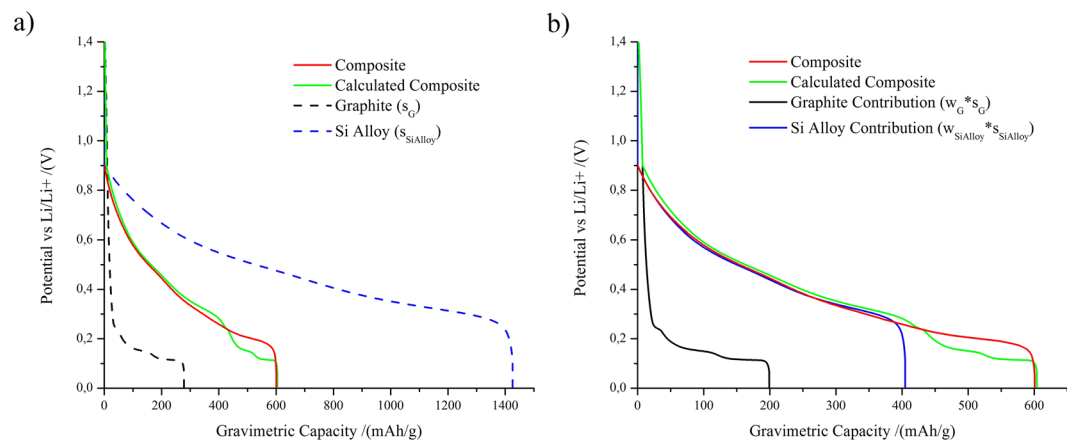 a)
Potential vs Li/Li+ /(V)
1,4
1,2
1,0
0,8
0,6
0,4
0,2
0,0
0
200
400
600
800
1000
1200
1400
Gravimetric Capacity /(mAh/g)
Composite
Calculated Composite
Graphite (s_G)
Si Alloy (s_SiAlloy)
b)
Potential vs Li/Li+ /(V)
1,4
1,2
1,0
0,8
0,6
0,4
0,2
0,0
0
100
200
300
400
500
600
Gravimetric Capacity /(mAh/g)
Composite
Calculated Composite
Graphite Contribution (w_G*s_G)
Si Alloy Contribution (w_SiAlloy*s_SiAlloy)